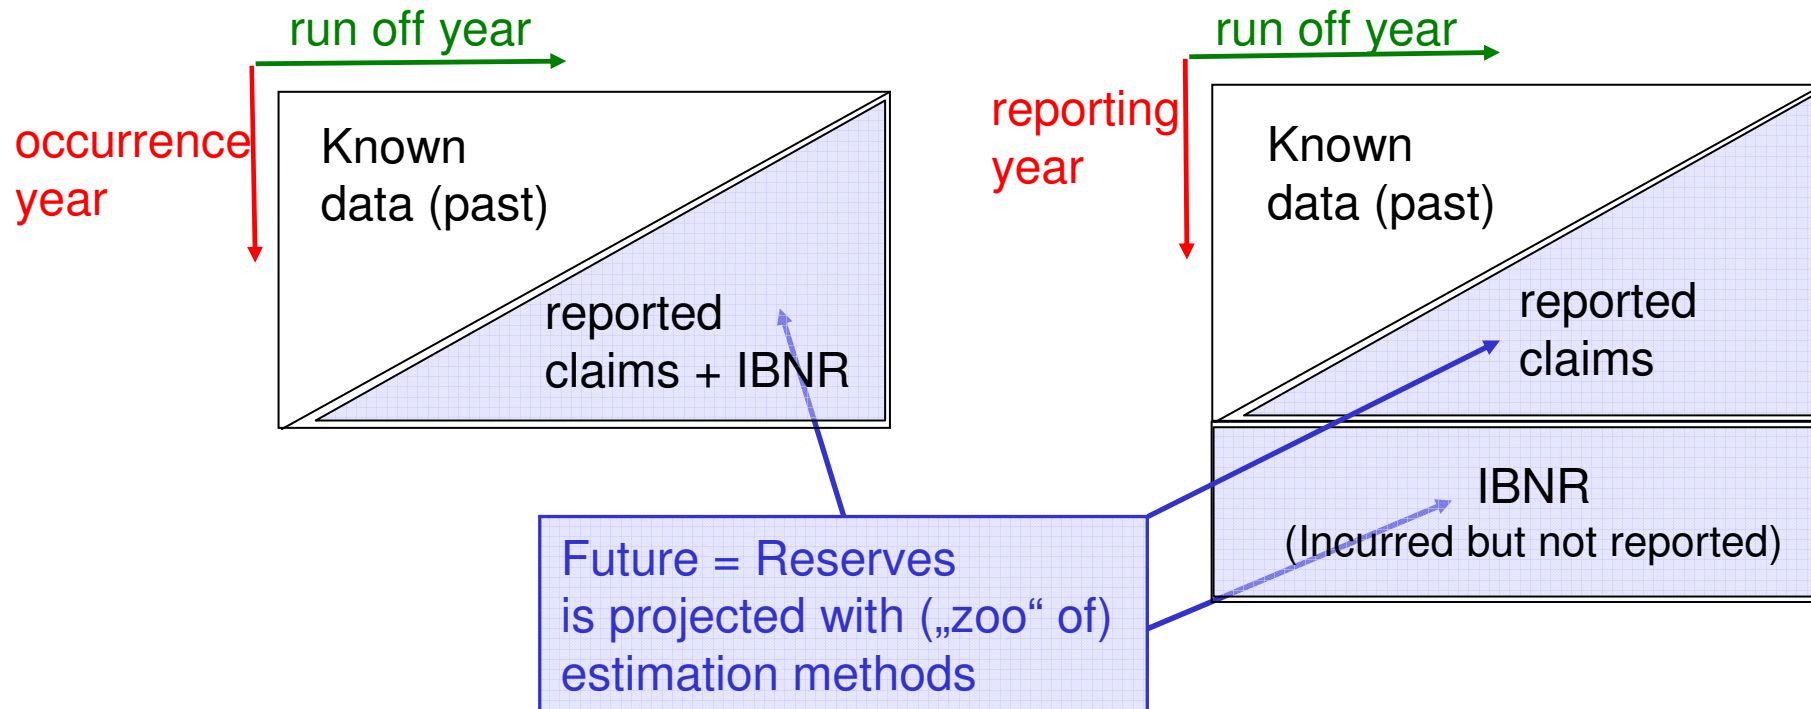 run off year
occurrence
year
Known
data (past)
reported
claims + IBNR
run off year
reporting
year
Known
data (past)
reported
claims
IBNR
(Incurred but not reported)
Future = Reserves
is projected with („zoo“ of)
estimation methods